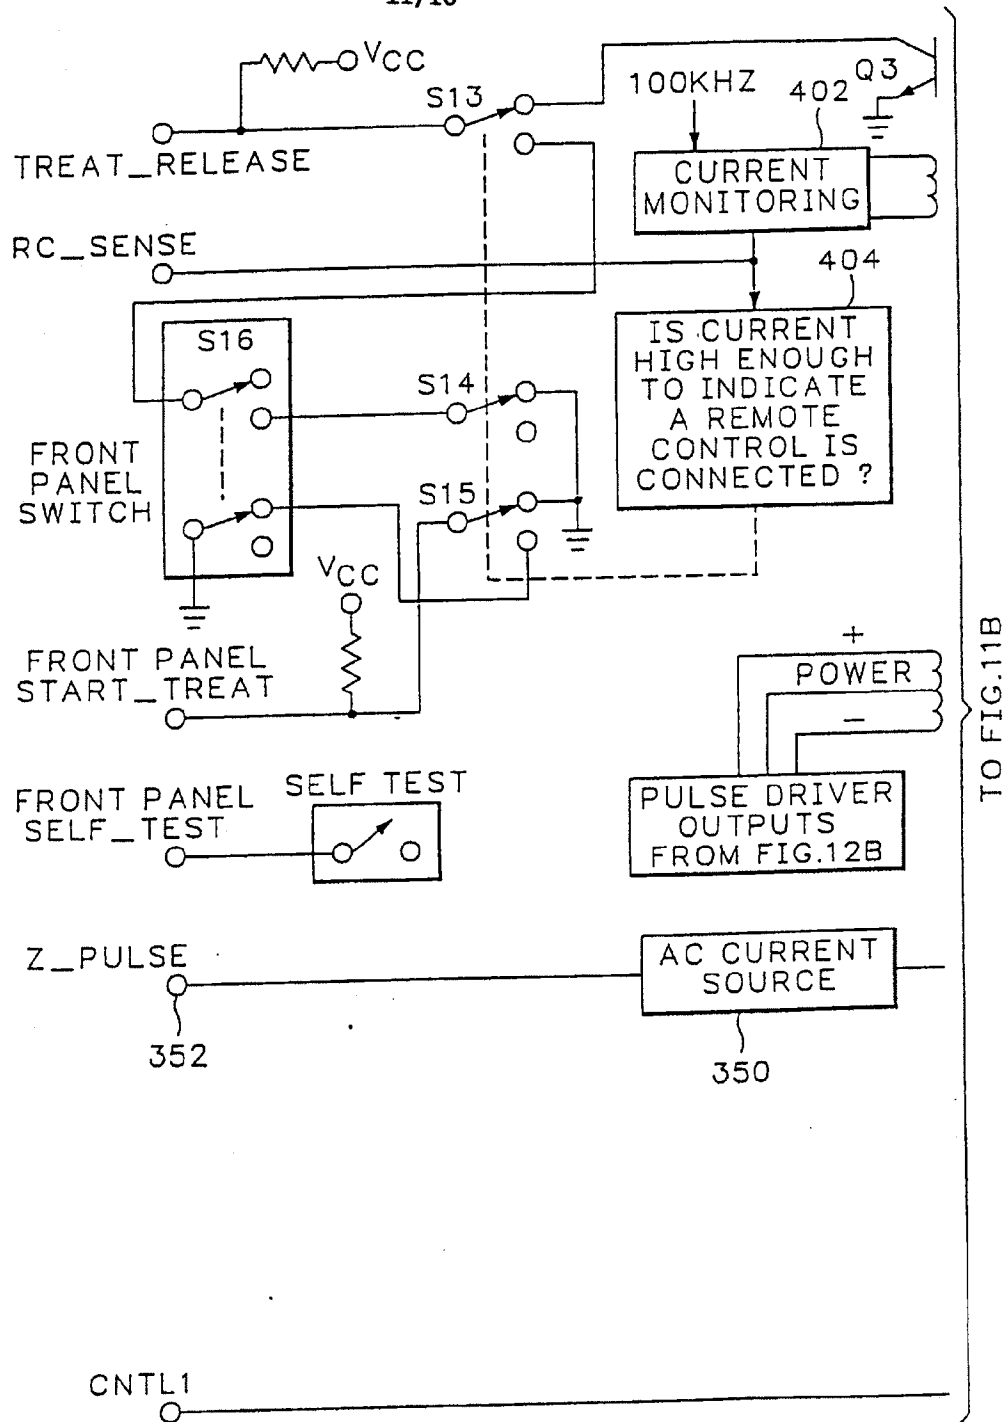 VCC
S13
Q3
100KHZ
402
TREAT_RELEASE
CURRENT
MONITORING
RC_SENSE
404
S16
IS CURRENT
HIGH ENOUGH
TO INDICATE
A REMOTE
CONTROL IS
CONNECTED ?
S14
FRONT
PANEL
SWITCH
S15
VCC
FRONT PANEL
START_TREAT
+
POWER
−
TO FIG.11B
FRONT PANEL
SELF_TEST
SELF TEST
PULSE DRIVER
OUTPUTS
FROM FIG.12B
Z_PULSE
AC CURRENT
SOURCE
352
350
CNTL1